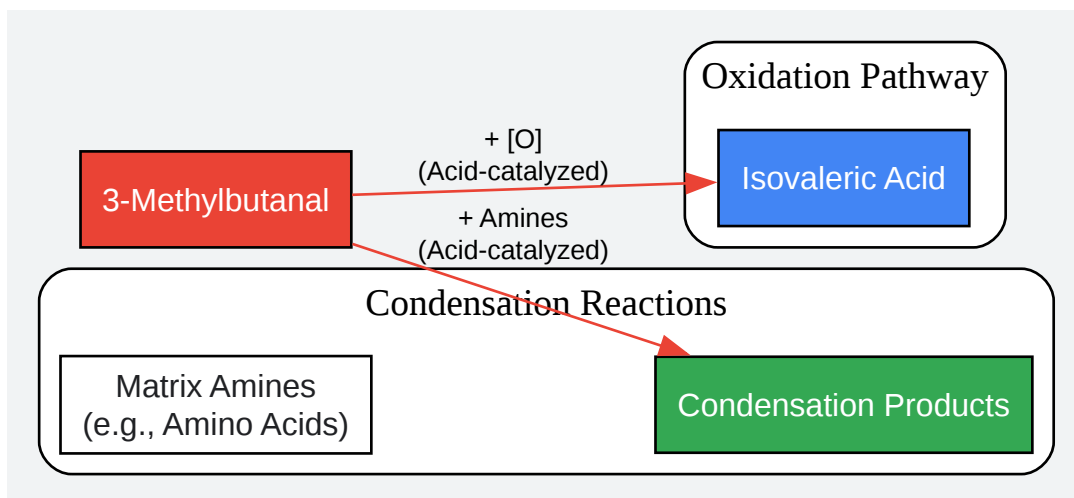 Oxidation Pathway
+ [O]
(Acid-catalyzed)
3-Methylbutanal
Isovaleric Acid
+ Amines
(Acid-catalyzed)
Condensation Reactions
Matrix Amines
(e.g., Amino Acids)
Condensation Products